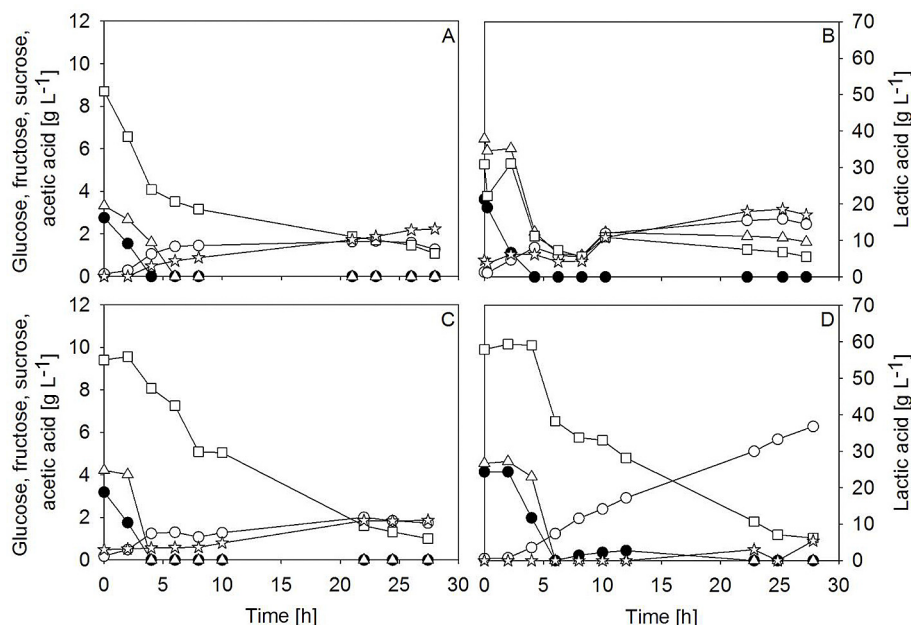 12 A B 70
10 60
8 50
6 40
4 30
2 20
0 10
0
Glucose, fructose, sucrose,
acetic acid [g L-1]
Lactic acid [g L-1]
12 C D 70
10 60
8 50
6 40
4 30
2 20
0 10
0
Glucose, fructose, sucrose,
acetic acid [g L-1]
Lactic acid [g L-1]
0 5 10 15 20 25 30 0 5 10 15 20 25 30
Time [h] Time [h]